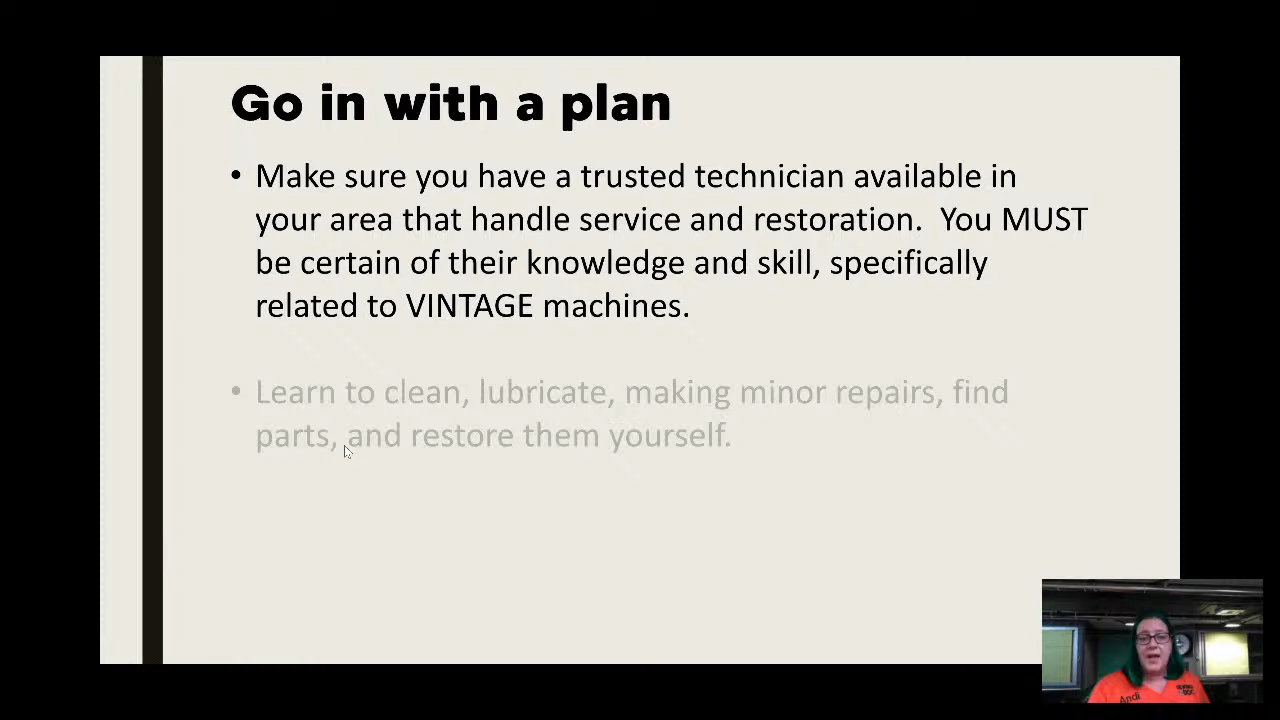 Go in with a plan
• Make sure you have a trusted technician available in
your area that handle service and restoration.  You MUST
be certain of their knowledge and skill, specifically
related to VINTAGE machines.
• Learn to clean, lubricate, making minor repairs, find
parts, and restore them yourself.
Andi